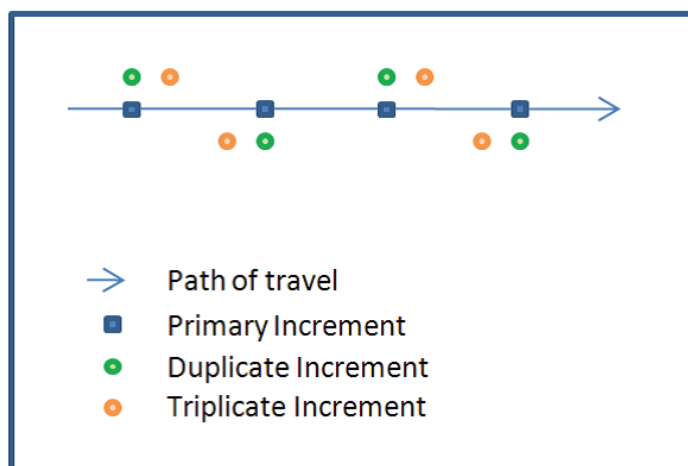 Path of travel
Primary Increment
Duplicate Increment
Triplicate Increment